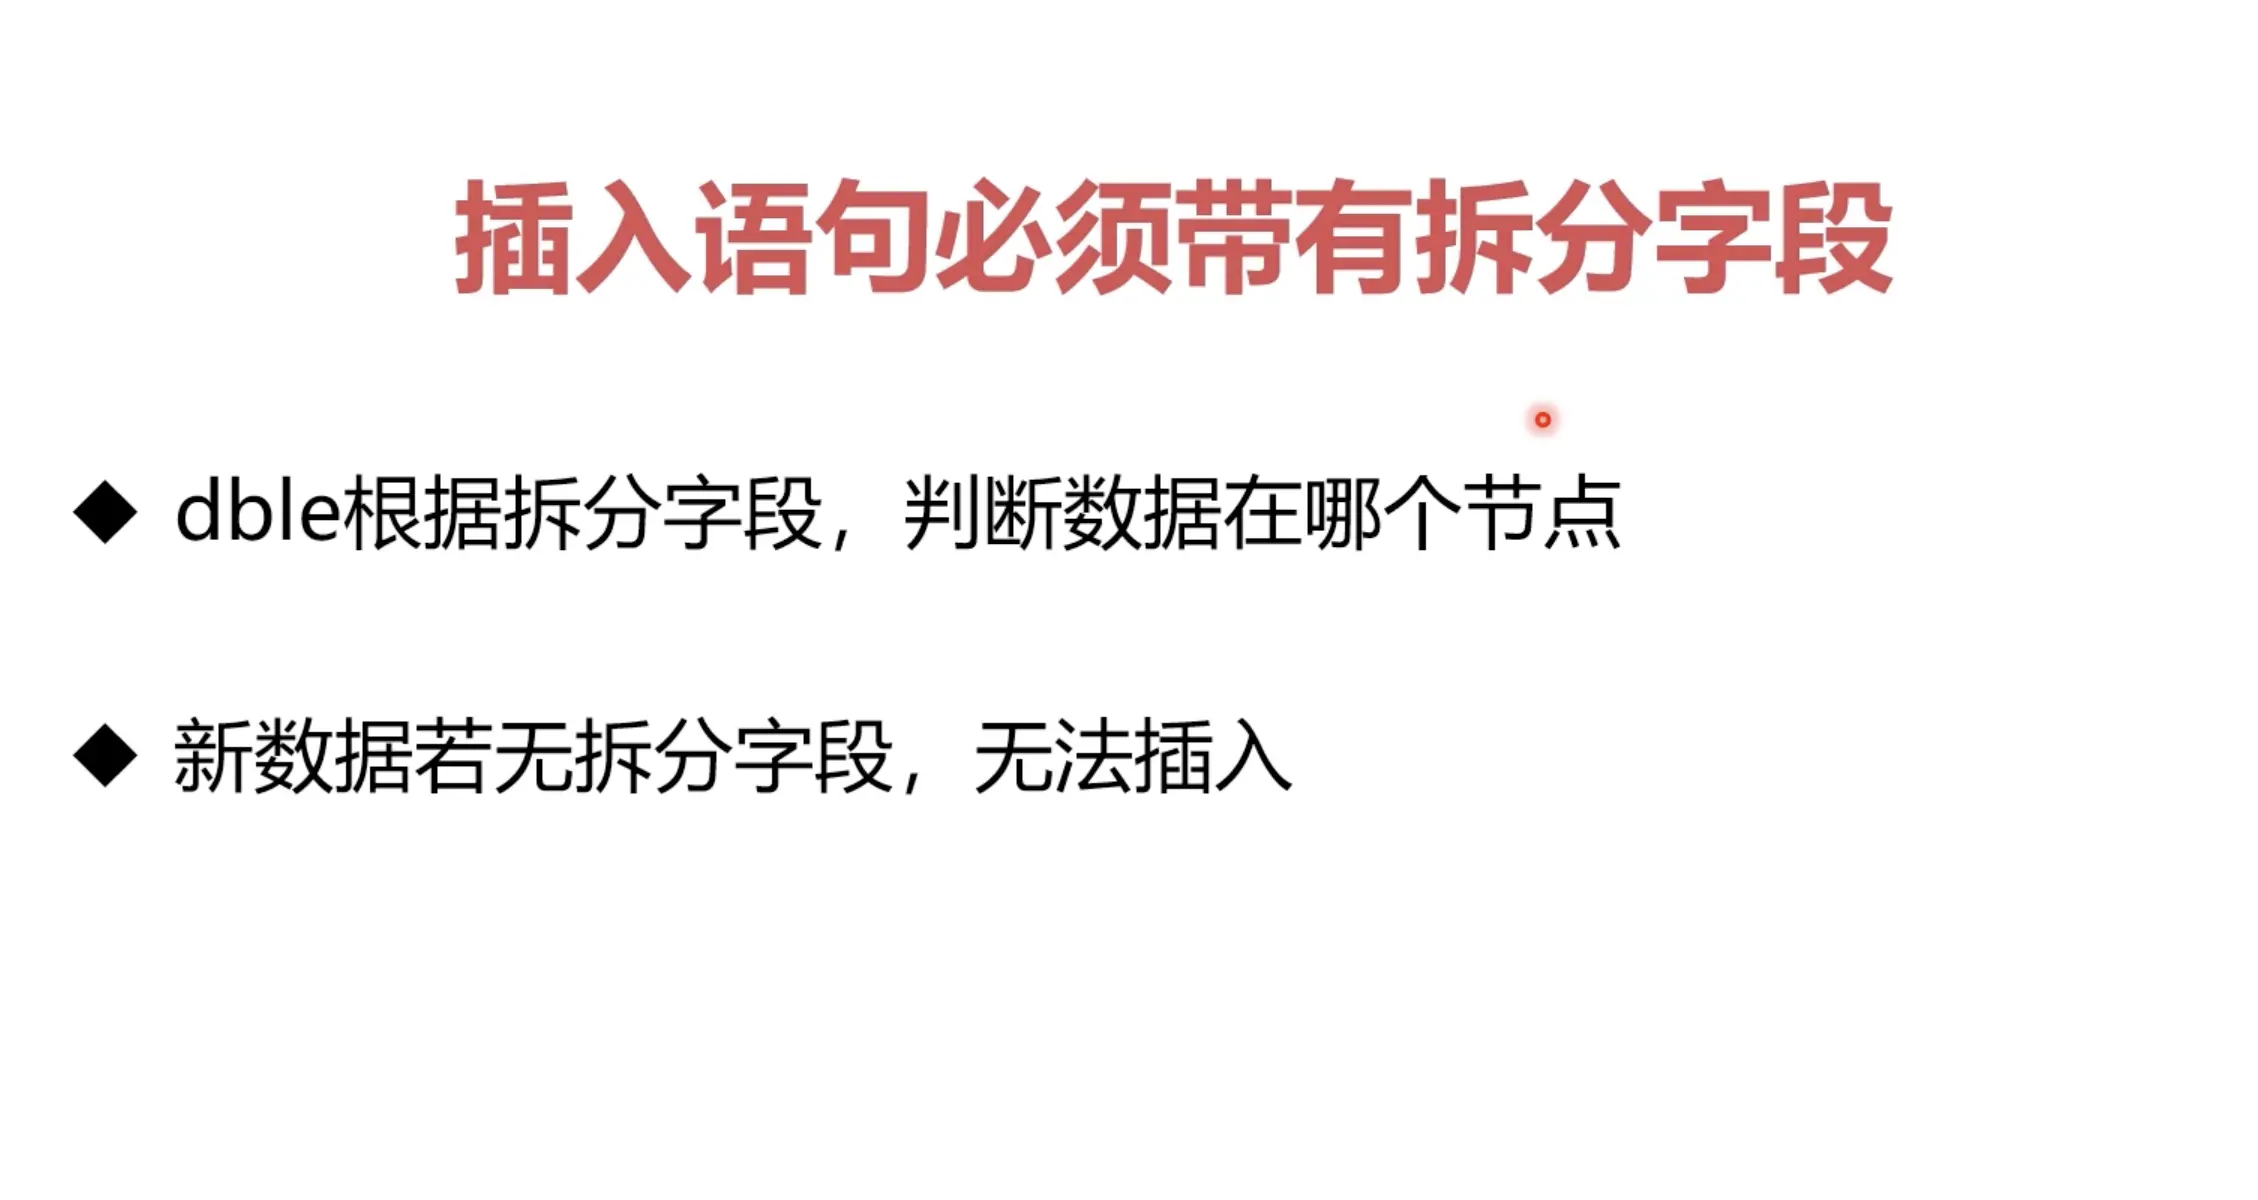 插入语句必须带有拆分字段
◆ dble根据拆分字段，判断数据在哪个节点
◆ 新数据若无拆分字段，无法插入